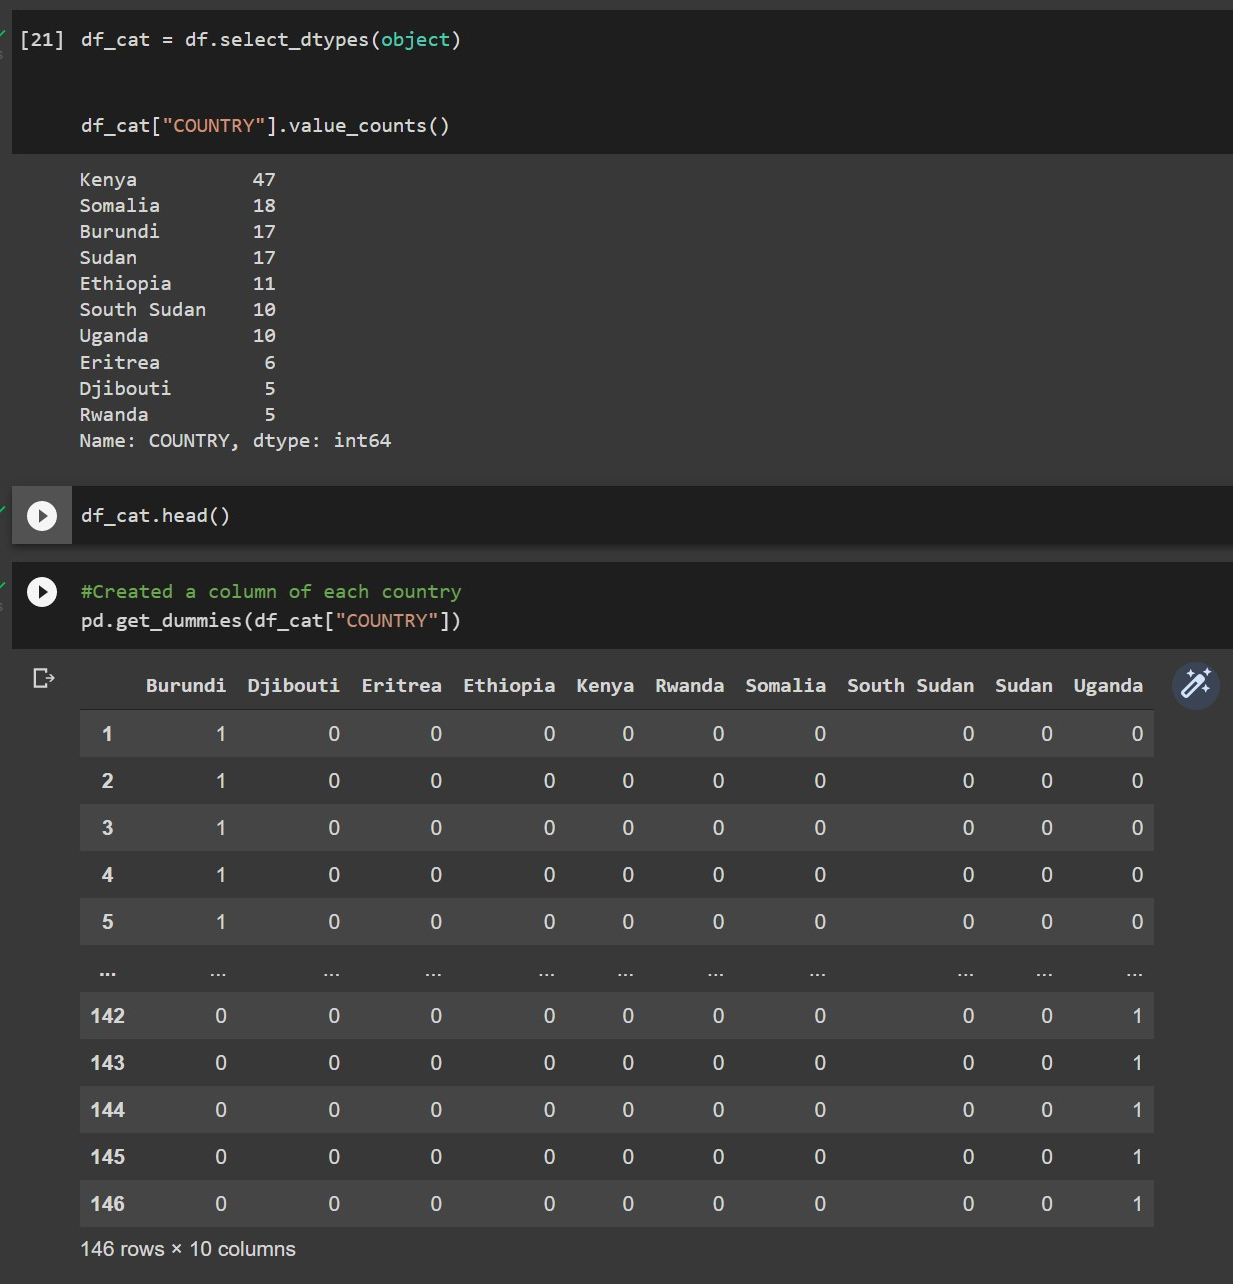 [21] df_cat = df.select_dtypes(object)
df_cat["COUNTRY"].value_counts()
Kenya 47
Somalia 18
Burundi 17
Sudan 17
Ethiopia 11
South Sudan 10
Uganda 10
Eritrea 6
Djibouti 5
Rwanda 5
Name: COUNTRY, dtype: int64
df_cat.head()
#Created a column of each country
pd.get_dummies(df_cat["COUNTRY"])
Burundi Djibouti Eritrea Ethiopia Kenya Rwanda Somalia South Sudan Sudan Uganda
1 1 0 0 0 0 0 0 0 0 0
2 1 0 0 0 0 0 0 0 0 0
3 1 0 0 0 0 0 0 0 0 0
4 1 0 0 0 0 0 0 0 0 0
5 1 0 0 0 0 0 0 0 0 0
... ... ... ... ... ... ... ... ... ... ...
142 0 0 0 0 0 0 0 0 0 1
143 0 0 0 0 0 0 0 0 0 1
144 0 0 0 0 0 0 0 0 0 1
145 0 0 0 0 0 0 0 0 0 1
146 0 0 0 0 0 0 0 0 0 1
146 rows × 10 columns